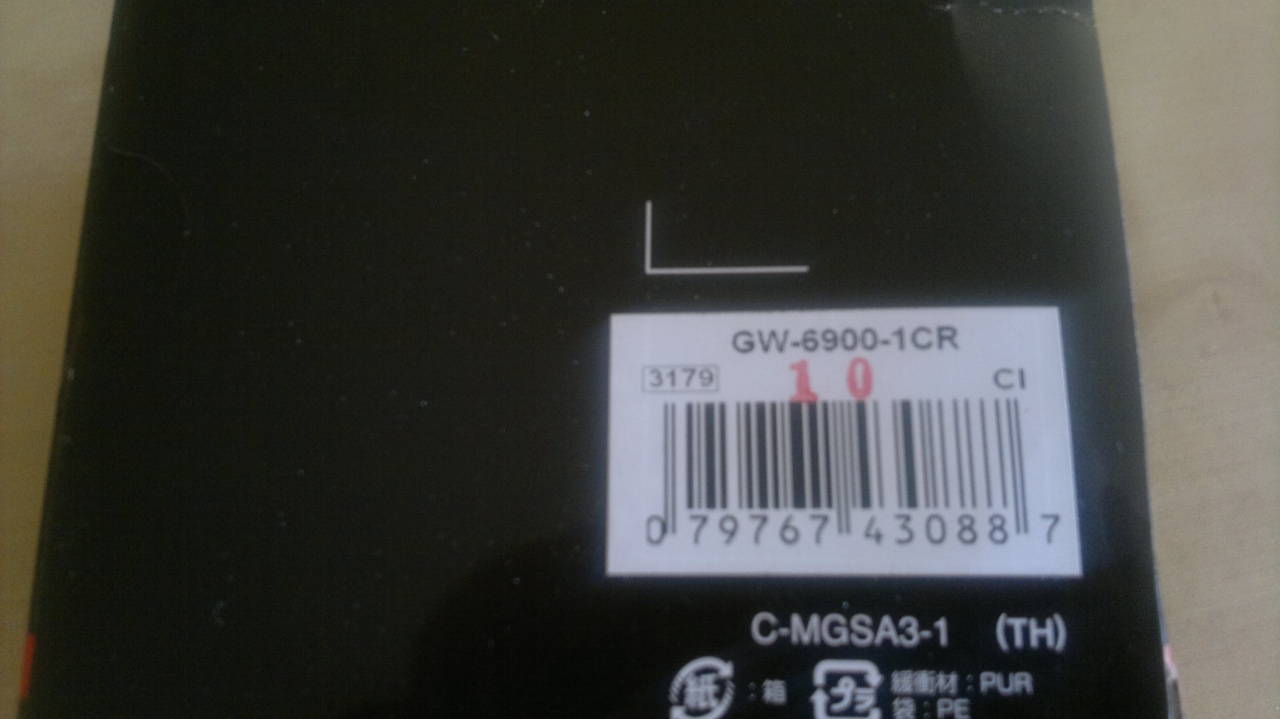 GW-6900-1CR
3179 10 CI
0 79767 43088 7
C-MGSA3-1 (TH)
紙 : 箱 プラ 緩衝材 : PUR
袋 : PE